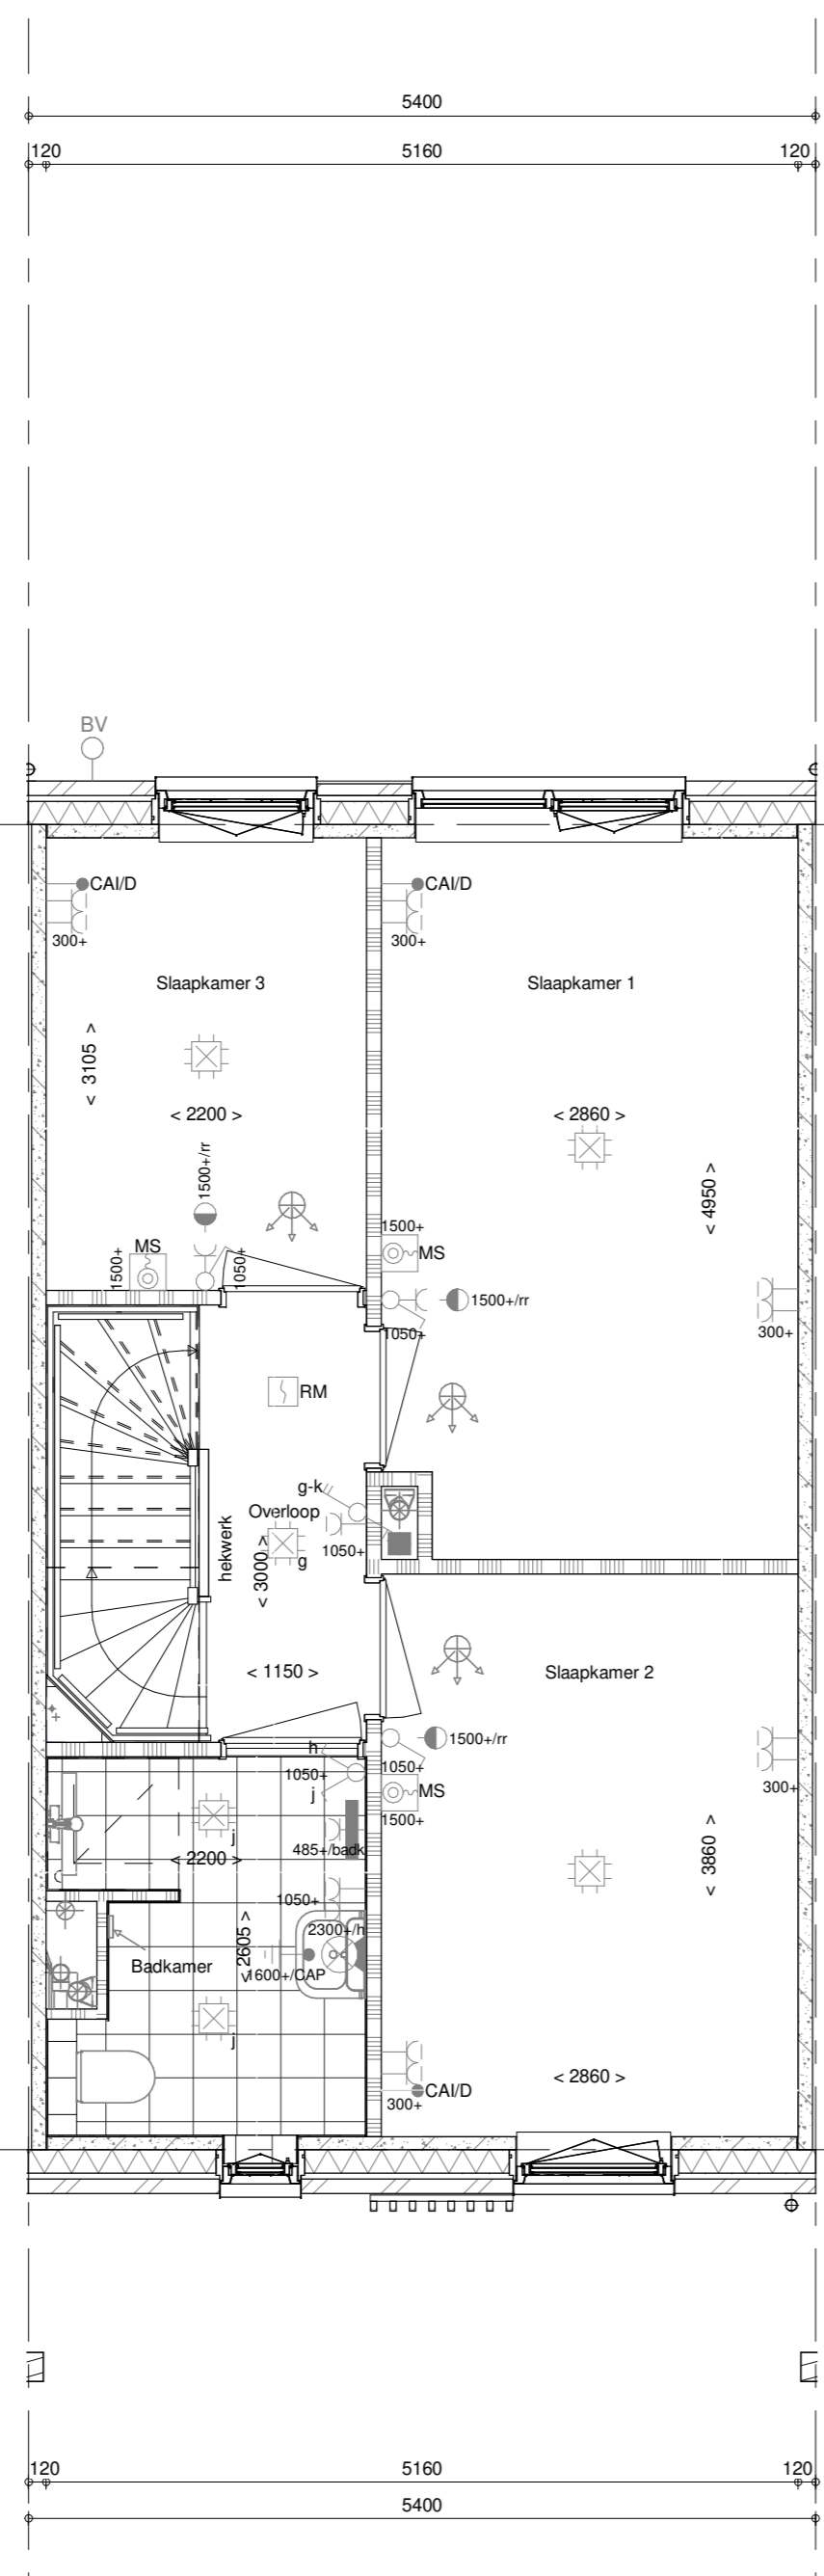 5400
120 5160 120
BV
CAI/D CAI/D
300+ 300+
Slaapkamer 3 Slaapkamer 1
< 3105 >
< 2200 > < 2860 >
1500+/rr
< 4950 >
1500+
MS MS
1500+
1050+
1500+/rr
1050+ 300+
RM
g-k
Overloop
1050+
g
hekwerk
< 3000 >
< 1150 > Slaapkamer 2
h
1500+/rr
1050+ 1050+
j MS
300+
1500+
j
485+/badk
< 2200 >
< 3860 >
1050+
2300+/h
< 2605 >
Badkamer
1600+/CAP
j
< 2860 >
CAI/D
300+
120 5160 120
5400